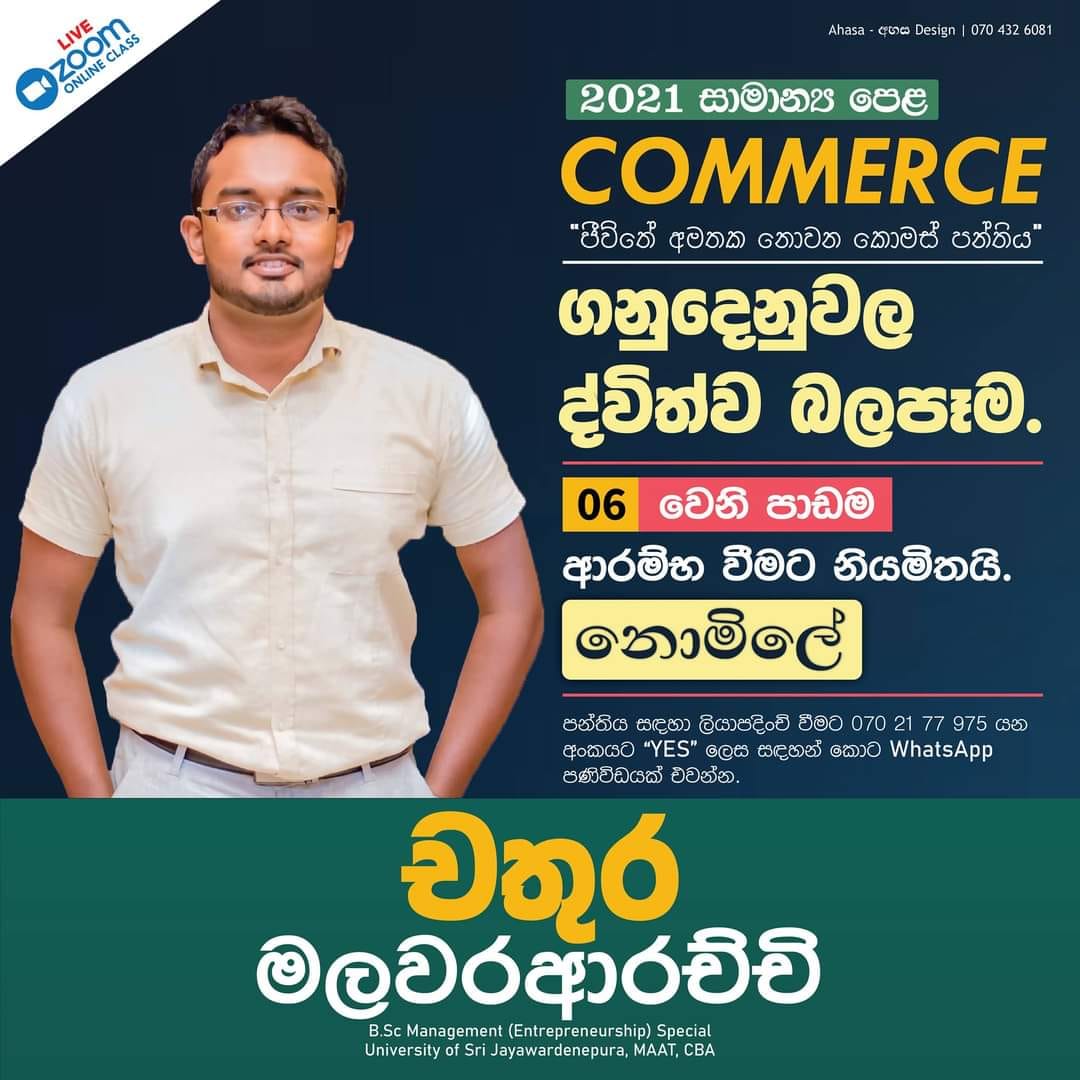 LIVE
zoom
ONLINE CLASS
Ahasa - අහස Design | 070 432 6081
2021 සාමාන්‍ය පෙළ
COMMERCE
"ජීවිතේ අමතක නොවන කොමස් පන්තිය"
ගනුදෙනුවල
ද්විත්ව බලපෑම.
06 වෙනි පාඩම
ආරම්භ වීමට නියමිතයි.
නොමිලේ
පන්තිය සඳහා ලියාපදිංචි වීමට 070 21 77 975 යන
අංකයට “YES” ලෙස සඳහන් කොට WhatsApp
පණිවිඩයක් එවන්න.
චතුර
මලවරආරච්චි
B.Sc Management (Entrepreneurship) Special
University of Sri Jayawardenepura, MAAT, CBA